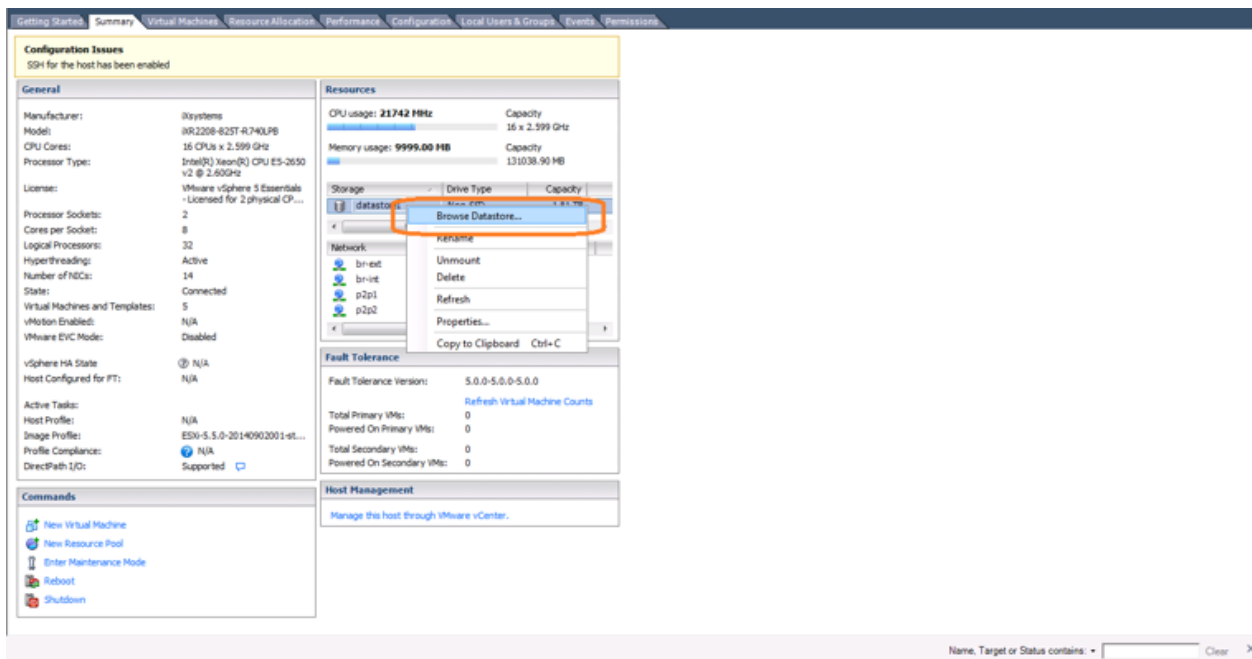 Getting Started Summary Virtual Machines Resource Allocation Performance Configuration Local Users & Groups Events Permissions
Configuration Issues
SSH for the host has been enabled
General
Manufacturer: iXsystems
Model: iXR2208-825T-R740LPB
CPU Cores: 16 CPUs x 2.599 GHz
Processor Type: Intel(R) Xeon(R) CPU E5-2650
v2 @ 2.60GHz
License: VMware vSphere 5 Essentials
- Licensed for 2 physical CP...
Processor Sockets: 2
Cores per Socket: 8
Logical Processors: 32
Hyperthreading: Active
Number of NICs: 14
State: Connected
Virtual Machines and Templates: 5
vMotion Enabled: N/A
VMware EVC Mode: Disabled
vSphere HA State N/A
Host Configured for FT: N/A
Active Tasks:
Host Profile: N/A
Image Profile: ESXi-5.5.0-20140902001-st...
Profile Compliance: N/A
DirectPath I/O: Supported
Commands
New Virtual Machine
New Resource Pool
Enter Maintenance Mode
Reboot
Shutdown
Resources
CPU usage: 21742 MHz Capacity
16 x 2.599 GHz
Memory usage: 9999.00 MB Capacity
131038.90 MB
Storage Drive Type Capacity
Non-SSD 1.81 TB
Browse Datastore...
Rename
Unmount
Delete
Refresh
Properties...
Copy to Clipboard Ctrl+C
Network
br-ext
br-int
p2p1
p2p2
Fault Tolerance
Fault Tolerance Version: 5.0.0-5.0.0-5.0.0
Refresh Virtual Machine Counts
Total Primary VMs: 0
Powered On Primary VMs: 0
Total Secondary VMs: 0
Powered On Secondary VMs: 0
Host Management
Manage this host through VMware vCenter.
Name, Target or Status contains: Clear